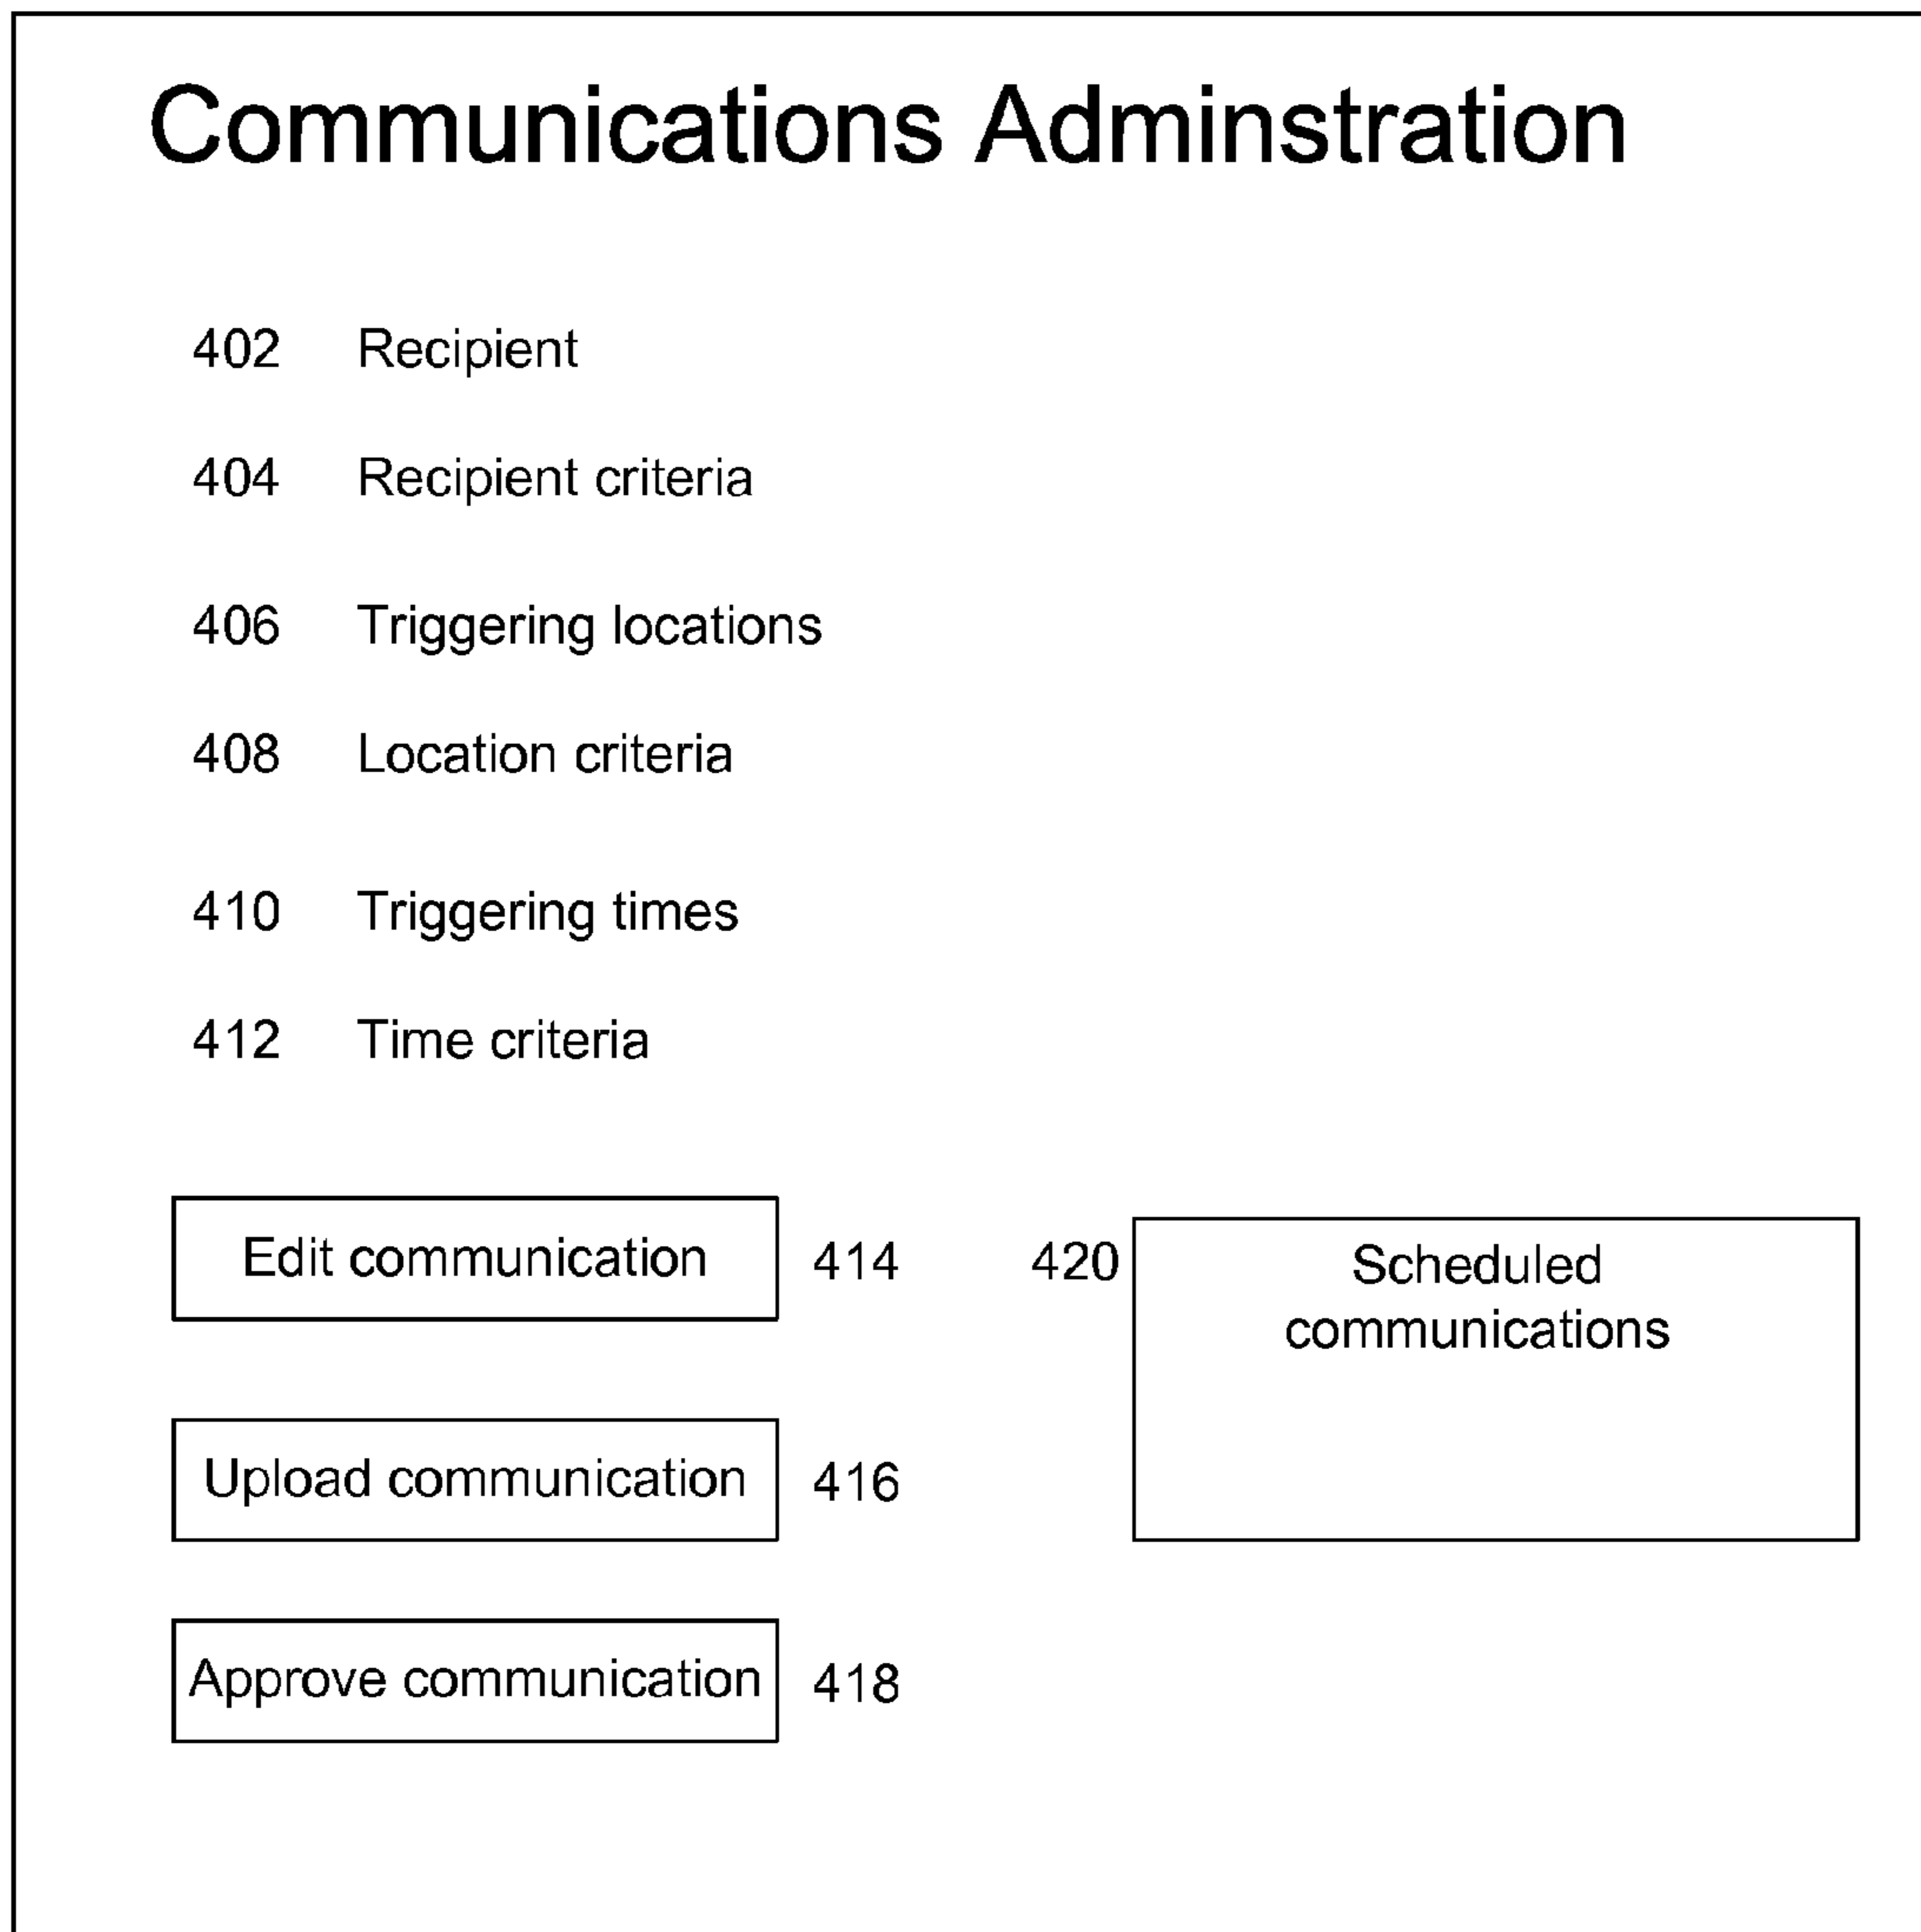 Communications Adminstration
402 Recipient
404 Recipient criteria
406 Triggering locations
408 Location criteria
410 Triggering times
412 Time criteria
Edit communication 414
420 Scheduled
communications
Upload communication 416
Approve communication 418